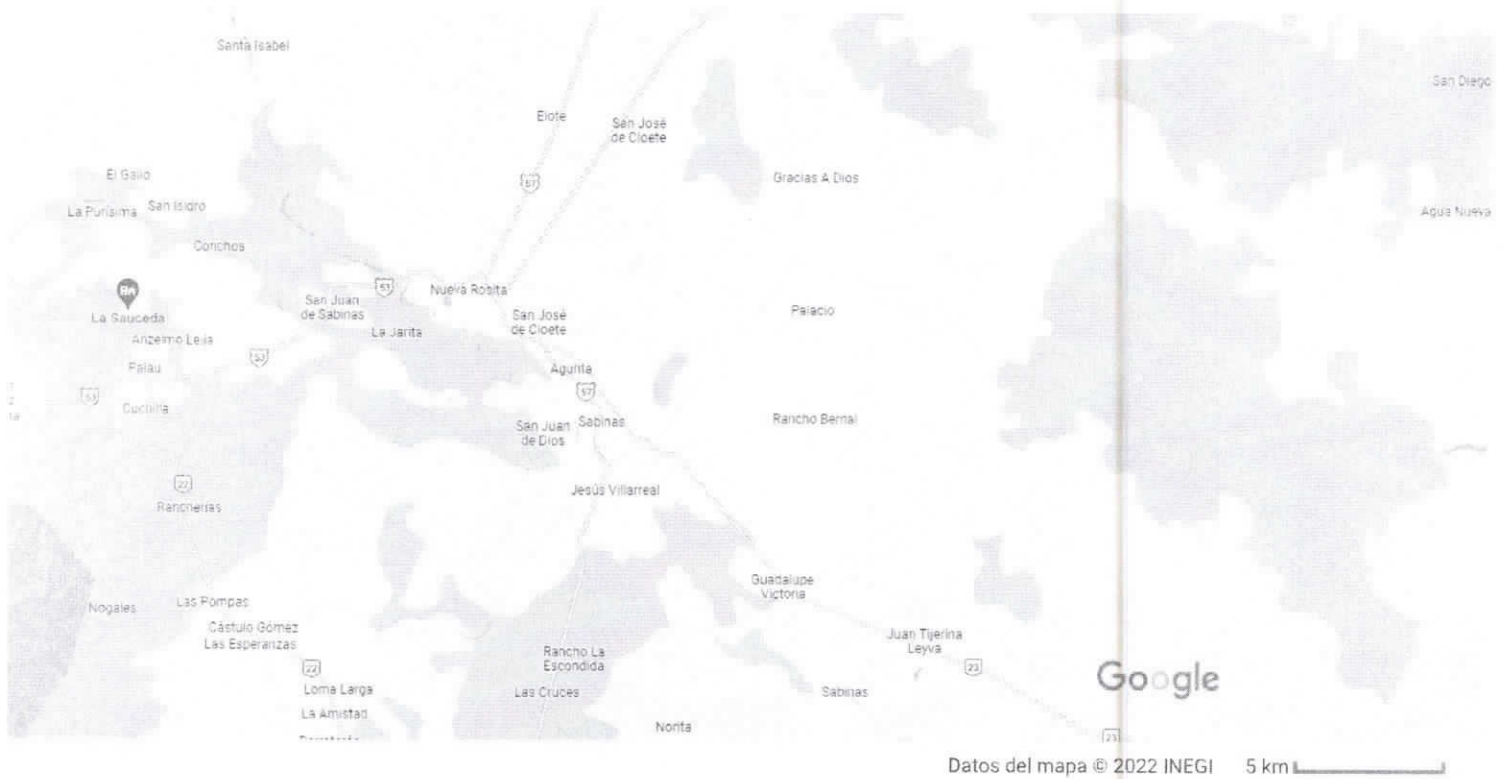 Santa Isabel
San Diego
Elote
San José
de Cloete
El Gallo
Gracias A Dios
La Purísima
San Isidro
Agua Nueva
57
Conchos
53
Nueva Rosita
San Juan
de Sabinas
Palacio
La Sauceda
San José
de Cloete
La Jarita
Anzelmo Leija
53
Palau
Agujita
53
57
Cuchilla
San Juan
de Dios
Sabinas
Rancho Bernal
22
Jesús Villarreal
Rancherías
Guadalupe
Victoria
Nogales
Las Pompas
Cástulo Gómez
Las Esperanzas
Juan Tijerina
Leyva
Rancho La
Escondida
22
23
Google
Loma Larga
Las Cruces
Sabinas
La Amistad
Norita
23
Datos del mapa © 2022 INEGI
5 km